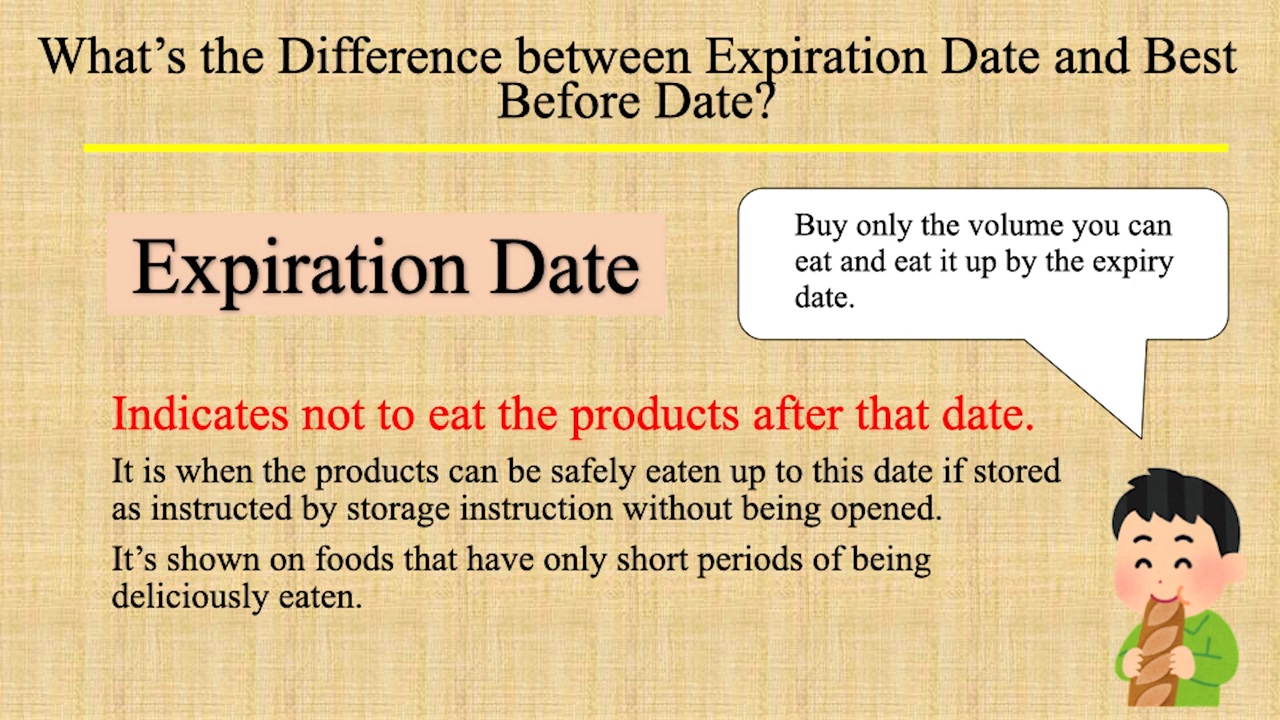 What’s the Difference between Expiration Date and Best
Before Date?
Expiration Date
Buy only the volume you can
eat and eat it up by the expiry
date.
Indicates not to eat the products after that date.
It is when the products can be safely eaten up to this date if stored
as instructed by storage instruction without being opened.
It’s shown on foods that have only short periods of being
deliciously eaten.